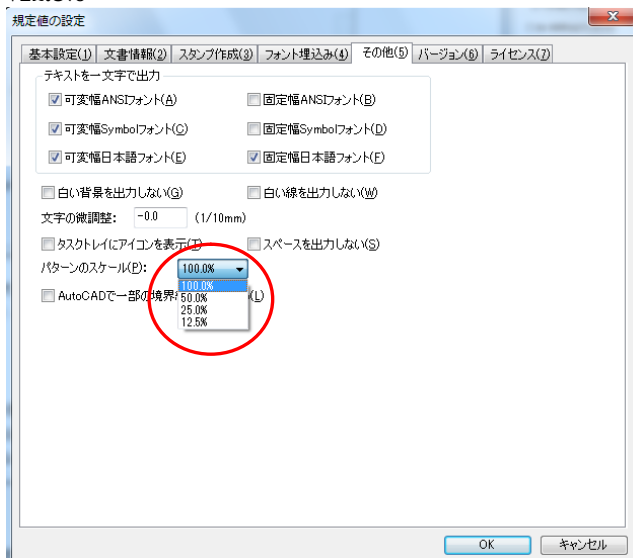 規定値の設定
基本設定(1) 文書情報(2) スタンプ作成(3) フォント埋込み(4) その他(5) バージョン(6) ライセンス(7)
テキストを一文字で出力
可変幅ANSIフォント(A) 固定幅ANSIフォント(B)
可変幅Symbolフォント(C) 固定幅Symbolフォント(D)
可変幅日本語フォント(E) 固定幅日本語フォント(F)
白い背景を出力しない(G) 白い線を出力しない(W)
文字の微調整: -0.0 (1/10mm)
タスクトレイにアイコンを表示(T) スペースを出力しない(S)
パターンのスケール(P): 100.0%
100.0%
AutoCADで一部の境界 (L)
50.0%
25.0%
12.5%
OK キャンセル